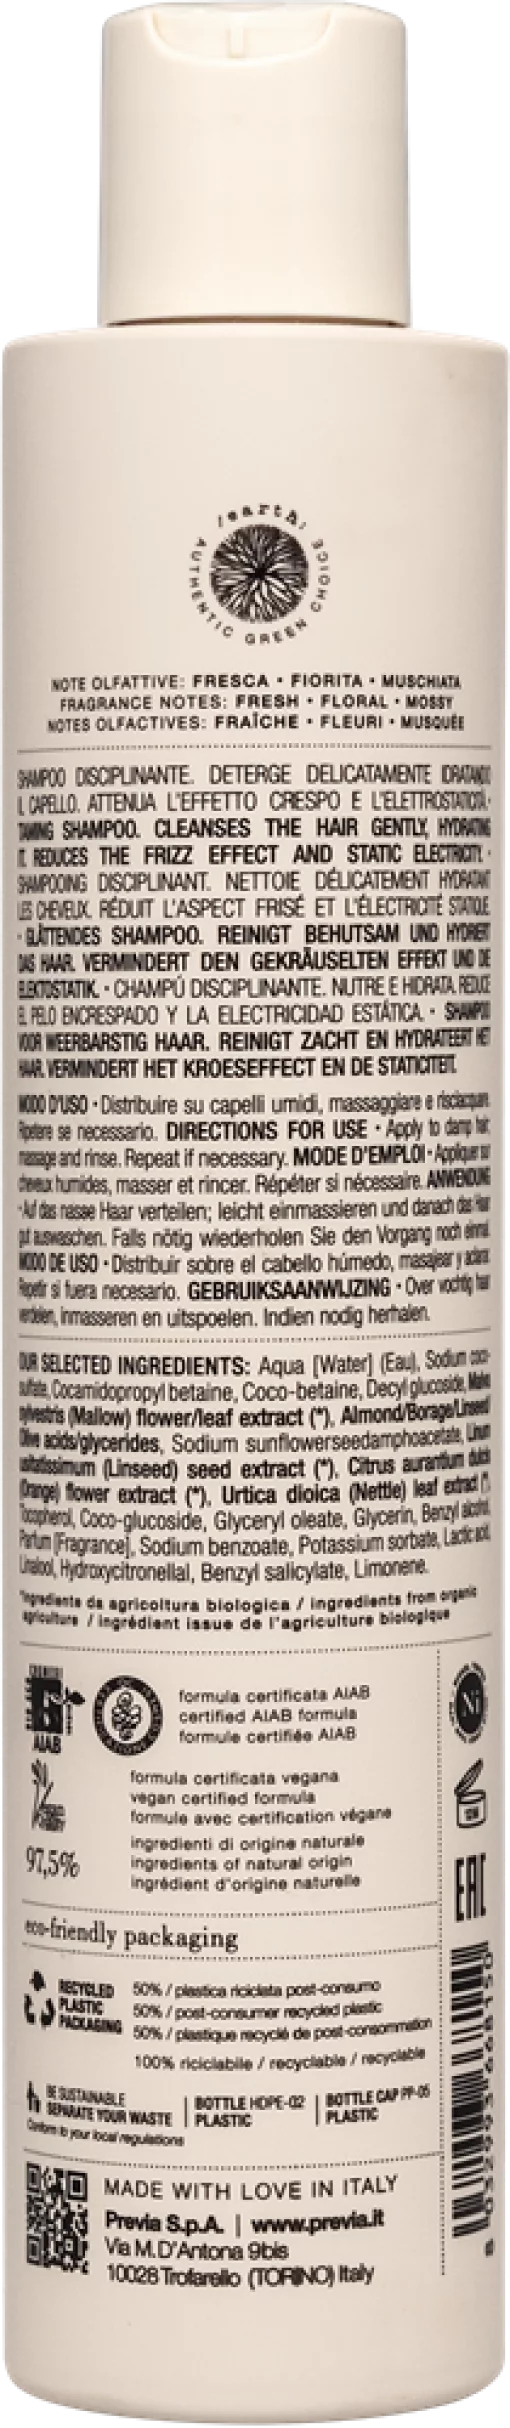 /earth/
AUTHENTIC GREEN CHOICE
NOTE OLFATTIVE: FRESCA • FIORITA • MUSCHIATA
FRAGRANCE NOTES: FRESH • FLORAL • MOSSY
NOTES OLFACTIVES: FRAÎCHE • FLEURI • MUSQUÉE
SHAMPOO DISCIPLINANTE. DETERGE DELICATAMENTE IDRATANDO
IL CAPELLO. ATTENUA L'EFFETTO CRESPO E L'ELETTROSTATICITÀ. •
TAMING SHAMPOO. CLEANSES THE HAIR GENTLY, HYDRATING
IT. REDUCES THE FRIZZ EFFECT AND STATIC ELECTRICITY. •
SHAMPOOING DISCIPLINANT. NETTOIE DÉLICATEMENT HYDRATANT
LES CHEVEUX. RÉDUIT L'ASPECT FRISÉ ET L'ÉLECTRICITÉ STATIQUE.
• GLÄTTENDES SHAMPOO. REINIGT BEHUTSAM UND HYDRIERT
DAS HAAR. VERMINDERT DEN GEKRÄUSELTEN EFFEKT UND DE
ELEKTOSTATIK. • CHAMPÚ DISCIPLINANTE. NUTRE E HIDRATA. REDUCE
EL PELO ENCRESPADO Y LA ELECTRICIDAD ESTÁTICA. • SHAMPOO
VOOR WEERBARSTIG HAAR. REINIGT ZACHT EN HYDRATEERT HET
HAAR. VERMINDERT HET KROESEFFECT EN DE STATICITEIT.
MODO D'USO • Distribuire su capelli umidi, massaggiare e risciacquare.
Ripetere se necessario. DIRECTIONS FOR USE • Apply to damp hair,
massage and rinse. Repeat if necessary. MODE D'EMPLOI • Appliquer sur
cheveux humides, masser et rincer. Répéter si nécessaire. ANWENDUNG
• Auf das nasse Haar verteilen; leicht einmassieren und danach das Haar
gut auswaschen. Falls nötig wiederholen Sie den Vorgang noch einmal.
MODO DE USO • Distribuir sobre el cabello húmedo, masajear y aclarar.
Repetir si fuera necesario. GEBRUIKSAANWIJZING • Over vochtig haar
verdelen, inmasseren en uitspoelen. Indien nodig herhalen.
OUR SELECTED INGREDIENTS: Aqua [Water] (Eau), Sodium coco-
sulfate, Cocamidopropyl betaine, Coco-betaine, Decyl glucoside, Malva
sylvestris (Mallow) flower/leaf extract (*), Almond/Borage/Linseed/
Olive acids/glycerides, Sodium sunflowerseedamphoacetate, Linum
usitatissimum (Linseed) seed extract (*), Citrus aurantium dulcis
(Orange) flower extract (*), Urtica dioica (Nettle) leaf extract (*),
Tocopherol, Coco-glucoside, Glyceryl oleate, Glycerin, Benzyl alcohol,
Parfum [Fragrance], Sodium benzoate, Potassium sorbate, Lactic acid,
Linalool, Hydroxycitronellal, Benzyl salicylate, Limonene.
*Ingredients da agricoltura biologica / ingredients from organic
agriculture / ingrédient issue de l'agriculture biologique
AIAB
formula certificata AIAB
certified AIAB formula
formule certifiée AIAB
formula certificata vegana
vegan certified formula
formule avec certification végane
97,5%
ingredienti di origine naturale
ingredients of natural origin
ingrédient d'origine naturelle
Ni
12M
EAC
eco-friendly packaging
RECYCLED
PLASTIC
PACKAGING
50% / plastica riciclata post-consumo
50% / post-consumer recycled plastic
50% / plastique recyclé de post-consommation
100% riciclabile / recyclable / recyclable
BE SUSTAINABLE
SEPARATE YOUR WASTE
Conform to your local regulations
BOTTLE HDPE-02
PLASTIC
BOTTLE CAP PP-05
PLASTIC
MADE WITH LOVE IN ITALY
Previa S.p.A. | www.previa.it
Via M. D'Antona 9bis
10028 Trofarello (TORINO) Italy